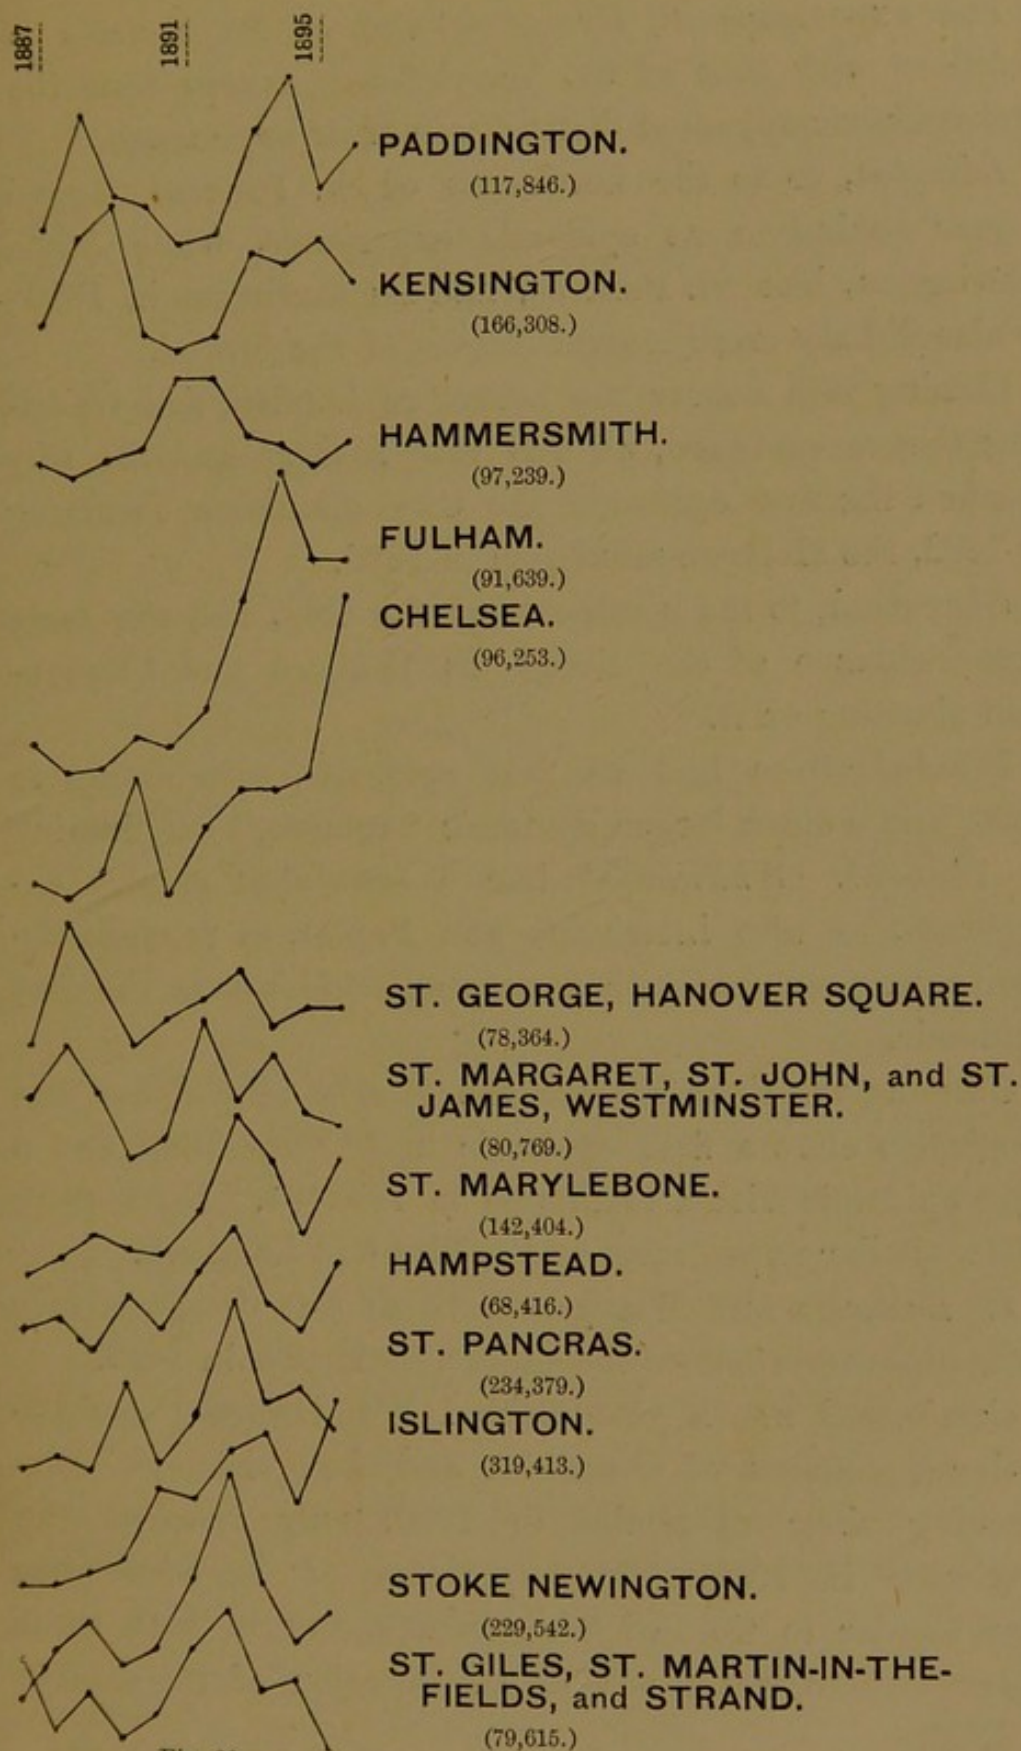 1887
1891
1895
PADDINGTON.
(117,846.)
KENSINGTON.
(166,308.)
HAMMERSMITH.
(97,239.)
FULHAM.
(91,639.)
CHELSEA.
(96,253.)
ST. GEORGE, HANOVER SQUARE.
(78,364.)
ST. MARGARET, ST. JOHN, and ST.
JAMES, WESTMINSTER.
(80,769.)
ST. MARYLEBONE.
(142,404.)
HAMPSTEAD.
(68,416.)
ST. PANCRAS.
(234,379.)
ISLINGTON.
(319,413.)
STOKE NEWINGTON.
(229,542.)
ST. GILES, ST. MARTIN-IN-THE-
FIELDS, and STRAND.
(79,615.)